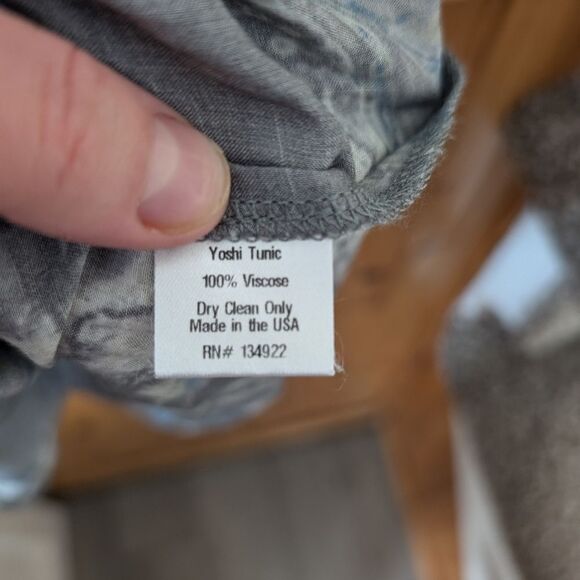 Yoshi Tunic
100% Viscose
Dry Clean Only
Made in the USA
RN# 134922